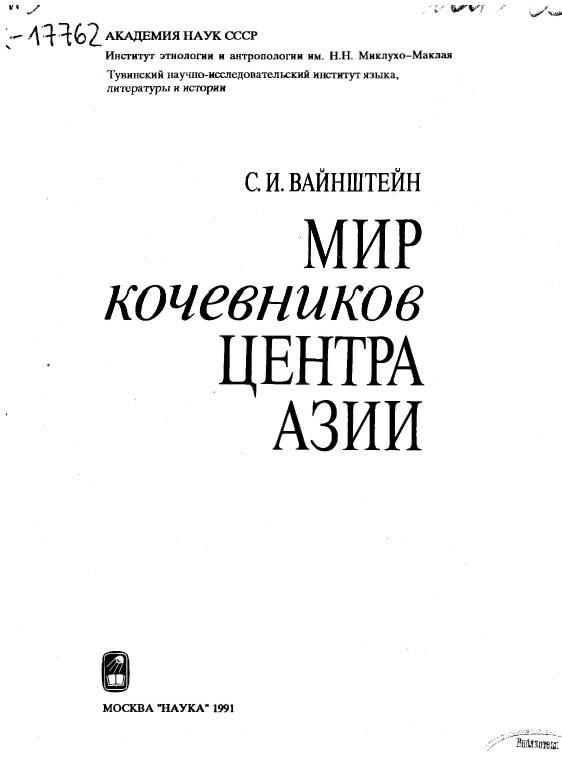 -17762
АКАДЕМИЯ НАУК СССР
Институт этнологии и антропологии им. Н.Н. Миклухо-Маклая
Тувинский научно-исследовательский институт языка,
литературы и истории
С. И. ВАЙНШТЕЙН
МИР
кочевников
ЦЕНТРА
АЗИИ
МОСКВА "НАУКА" 1991
Библиотека